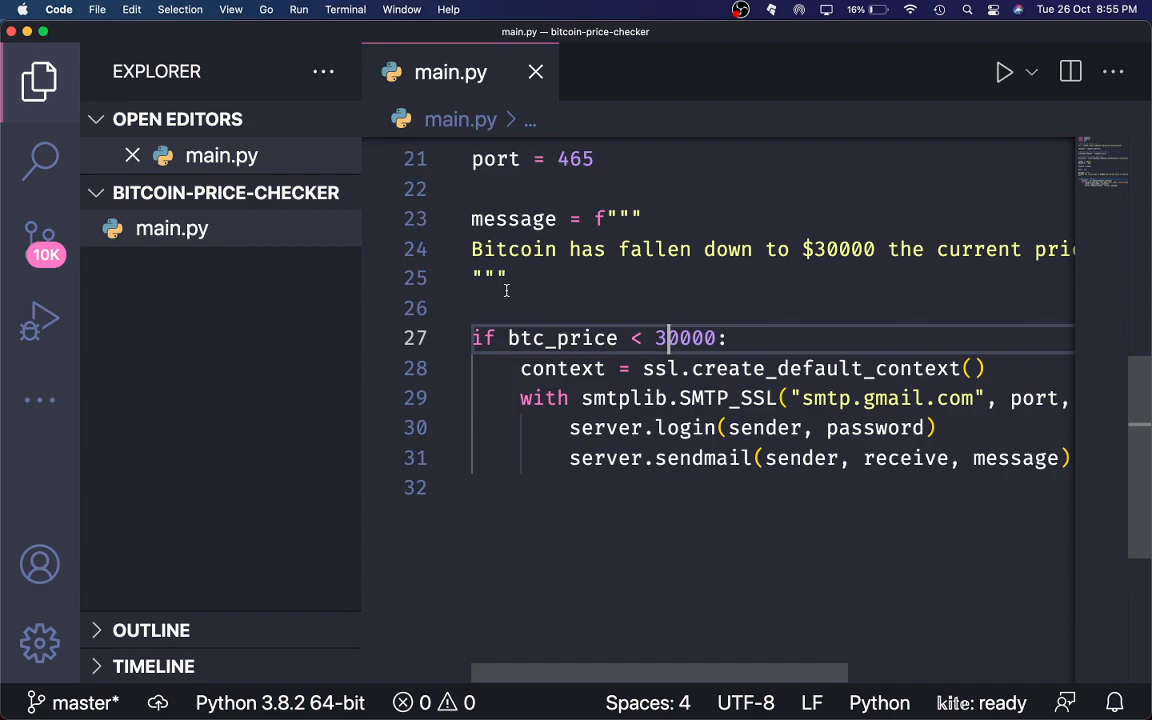 Code File Edit Selection View Go Run Terminal Window Help 16% Tue 26 Oct 8:55 PM
main.py — bitcoin-price-checker
EXPLORER
main.py
OPEN EDITORS
main.py > ...
main.py
BITCOIN-PRICE-CHECKER
main.py
21 port = 465
22
23 message = f"""
24 Bitcoin has fallen down to $30000 the current pric
25 """
26
27 if btc_price < 30000:
28 context = ssl.create_default_context()
29 with smtplib.SMTP_SSL("smtp.gmail.com", port,
30 server.login(sender, password)
31 server.sendmail(sender, receive, message)
32
10K
OUTLINE
TIMELINE
master* Python 3.8.2 64-bit 0 0 Spaces: 4 UTF-8 LF Python kite: ready